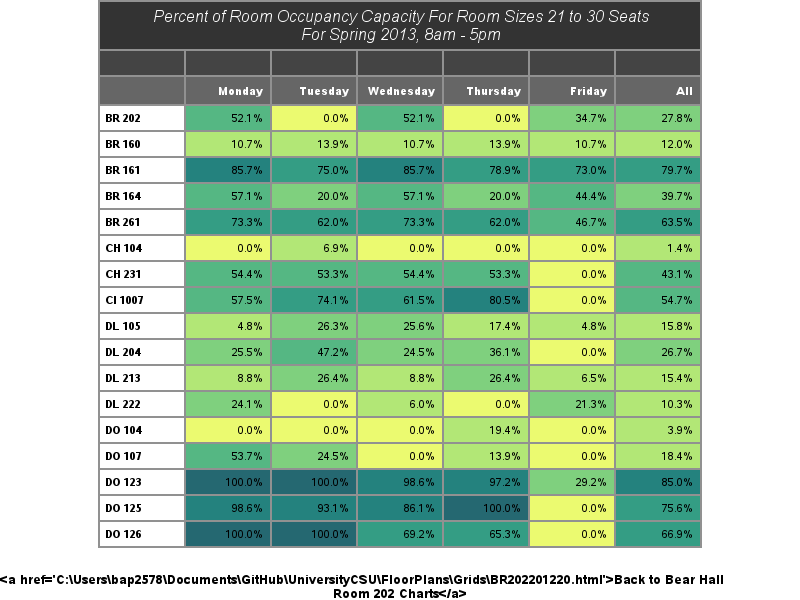 Percent of Room Occupancy Capacity For Room Sizes 21 to 30 Seats
For Spring 2013, 8am - 5pm
Monday Tuesday Wednesday Thursday Friday All
BR 202 52.1% 0.0% 52.1% 0.0% 34.7% 27.8%
BR 160 10.7% 13.9% 10.7% 13.9% 10.7% 12.0%
BR 161 85.7% 75.0% 85.7% 78.9% 73.0% 79.7%
BR 164 57.1% 20.0% 57.1% 20.0% 44.4% 39.7%
BR 261 73.3% 62.0% 73.3% 62.0% 46.7% 63.5%
CH 104 0.0% 6.9% 0.0% 0.0% 0.0% 1.4%
CH 231 54.4% 53.3% 54.4% 53.3% 0.0% 43.1%
CI 1007 57.5% 74.1% 61.5% 80.5% 0.0% 54.7%
DL 105 4.8% 26.3% 25.6% 17.4% 4.8% 15.8%
DL 204 25.5% 47.2% 24.5% 36.1% 0.0% 26.7%
DL 213 8.8% 26.4% 8.8% 26.4% 6.5% 15.4%
DL 222 24.1% 0.0% 6.0% 0.0% 21.3% 10.3%
DO 104 0.0% 0.0% 0.0% 19.4% 0.0% 3.9%
DO 107 53.7% 24.5% 0.0% 13.9% 0.0% 18.4%
DO 123 100.0% 100.0% 98.6% 97.2% 29.2% 85.0%
DO 125 98.6% 93.1% 86.1% 100.0% 0.0% 75.6%
DO 126 100.0% 100.0% 69.2% 65.3% 0.0% 66.9%
<a href='C:\Users\bap2578\Documents\GitHub\UniversityCSU\FloorPlans\Grids\BR202201220.html'>Back to Bear Hall
Room 202 Charts</a>